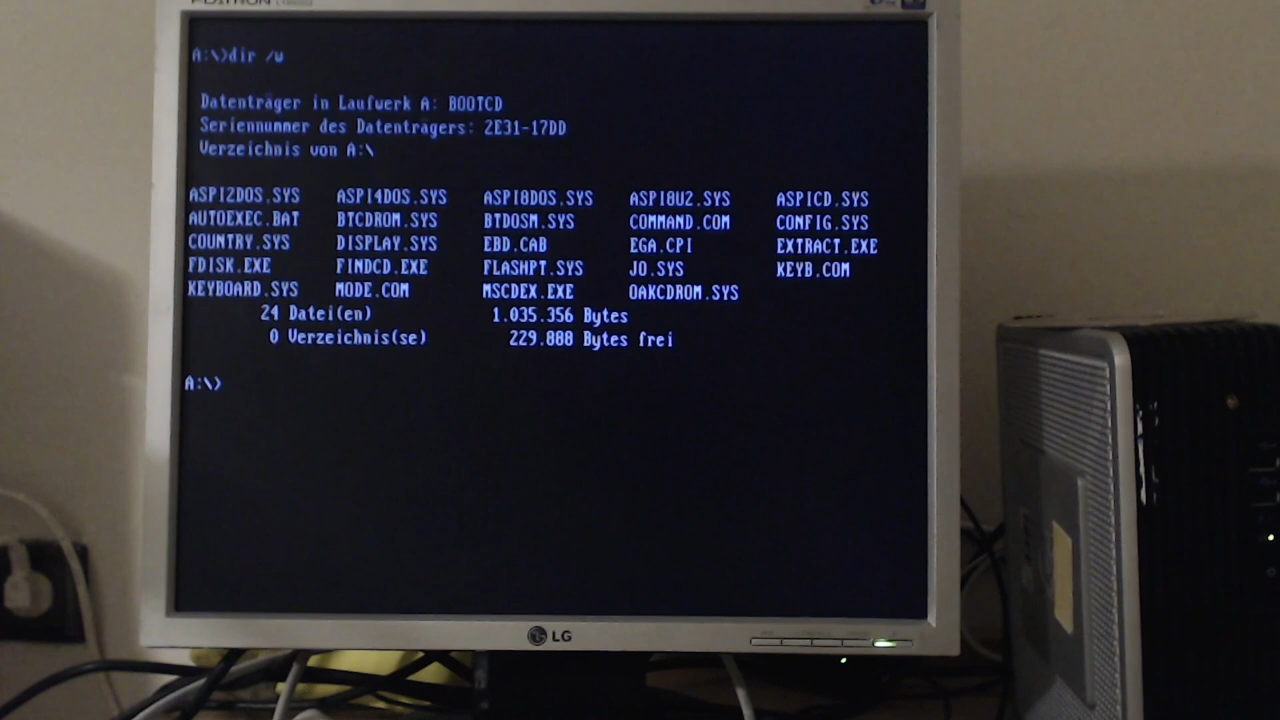 A:\>dir /w
Datenträger in Laufwerk A: BOOTCD
Seriennummer des Datenträgers: 2E31-17DD
Verzeichnis von A:\
ASPI2DOS.SYS ASPI4DOS.SYS ASPI8DOS.SYS ASPI8U2.SYS ASPICD.SYS
AUTOEXEC.BAT BTCDROM.SYS BTDOSM.SYS COMMAND.COM CONFIG.SYS
COUNTRY.SYS DISPLAY.SYS EBD.CAB EGA.CPI EXTRACT.EXE
FDISK.EXE FINDCD.EXE FLASHPT.SYS JO.SYS KEYB.COM
KEYBOARD.SYS MODE.COM MSCDEX.EXE OAKCDROM.SYS
24 Datei(en) 1.035.356 Bytes
0 Verzeichnis(se) 229.888 Bytes frei
A:\>
LG